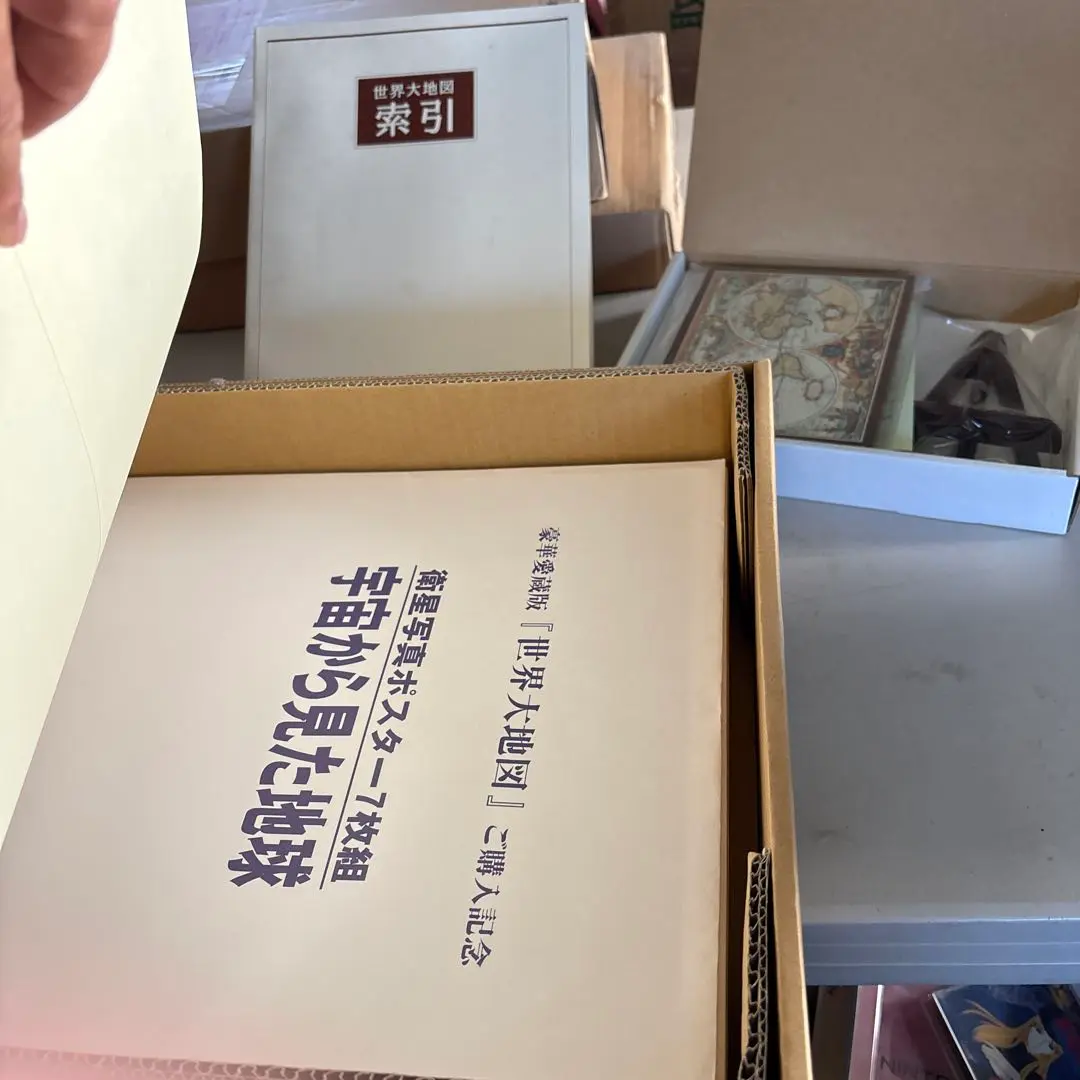 世界大地図
索引
豪華愛蔵版『世界大地図』ご購入記念
衛星写真ポスター7枚組
宇宙から見た地球